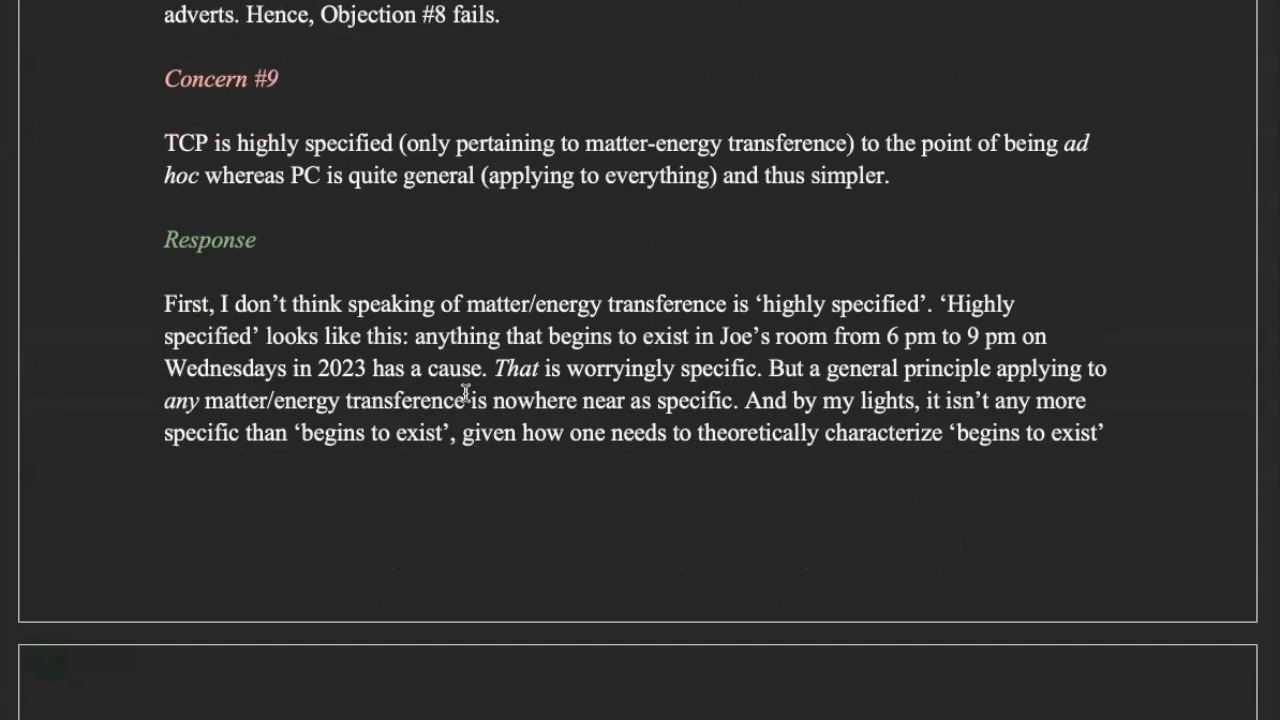 adverts. Hence, Objection #8 fails.
Concern #9
TCP is highly specified (only pertaining to matter-energy transference) to the point of being ad
hoc whereas PC is quite general (applying to everything) and thus simpler.
Response
First, I don’t think speaking of matter/energy transference is ‘highly specified’. ‘Highly
specified’ looks like this: anything that begins to exist in Joe’s room from 6 pm to 9 pm on
Wednesdays in 2023 has a cause. That is worryingly specific. But a general principle applying to
any matter/energy transference is nowhere near as specific. And by my lights, it isn’t any more
specific than ‘begins to exist’, given how one needs to theoretically characterize ‘begins to exist’